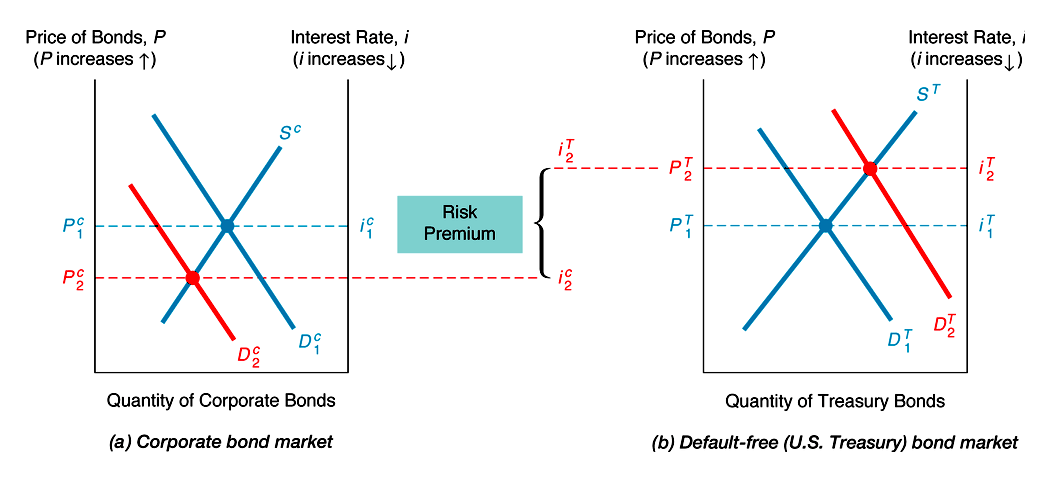 Price of Bonds, P
(P increases ↑)
Interest Rate, i
(i increases ↓)
S^c
P^c_1
i^c_1
P^c_2
D^c_2
D^c_1
Quantity of Corporate Bonds
(a) Corporate bond market
Risk
Premium
i^T_2
i^c_2
Price of Bonds, P
(P increases ↑)
Interest Rate, i
(i increases ↓)
S^T
P^T_2
i^T_2
P^T_1
i^T_1
D^T_1
D^T_2
Quantity of Treasury Bonds
(b) Default-free (U.S. Treasury) bond market